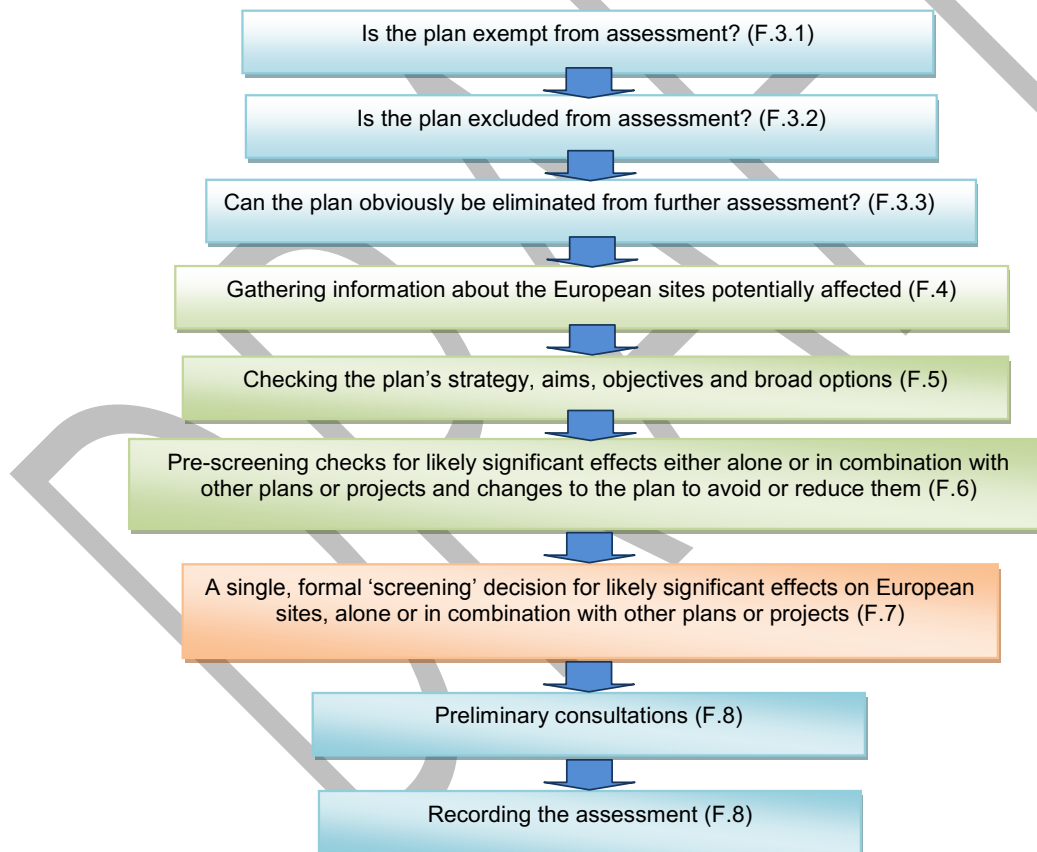 Is the plan exempt from assessment? (F.3.1)
Is the plan excluded from assessment? (F.3.2)
Can the plan obviously be eliminated from further assessment? (F.3.3)
Gathering information about the European sites potentially affected (F.4)
Checking the plan's strategy, aims, objectives and broad options (F.5)
Pre-screening checks for likely significant effects either alone or in combination with
other plans or projects and changes to the plan to avoid or reduce them (F.6)
A single, formal ‘screening’ decision for likely significant effects on European
sites, alone or in combination with other plans or projects (F.7)
Preliminary consultations (F.8)
Recording the assessment (F.8)